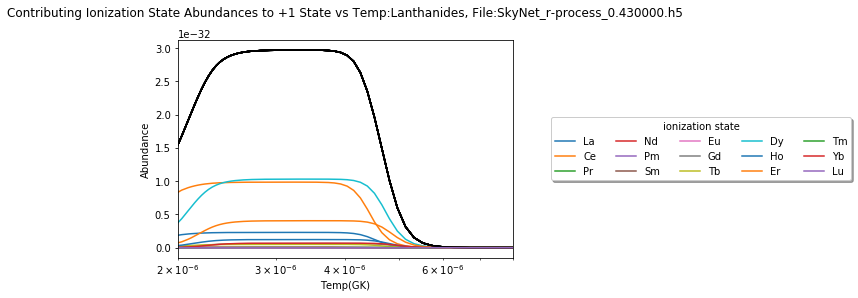 Contributing Ionization State Abundances to +1 State vs Temp:Lanthanides, File:SkyNet_r-process_0.430000.h5
1e−32
3.0
2.5
2.0
1.5
1.0
0.5
0.0
Abundance
2 × 10⁻⁶ 3 × 10⁻⁶ 4 × 10⁻⁶ 6 × 10⁻⁶
Temp(GK)
ionization state
La Nd Eu Dy Tm
Ce Pm Gd Ho Yb
Pr Sm Tb Er Lu